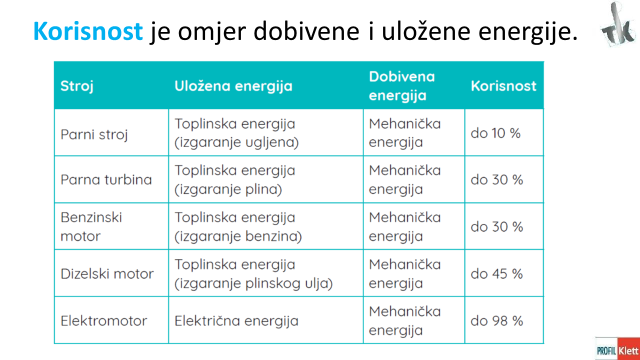 Korisnost je omjer dobivene i uložene energije.
Stroj
Uložena energija
Dobivena
energija
Korisnost
Parni stroj
Toplinska energija
(izgaranje ugljena)
Mehanička
energija
do 10 %
Parna turbina
Toplinska energija
(izgaranje plina)
Mehanička
energija
do 30 %
Benzinski
motor
Toplinska energija
(izgaranje benzina)
Mehanička
energija
do 30 %
Dizelski motor
Toplinska energija
(izgaranje plinskog ulja)
Mehanička
energija
do 45 %
Elektromotor
Električna energija
Mehanička
energija
do 98 %
PROFIL Klett